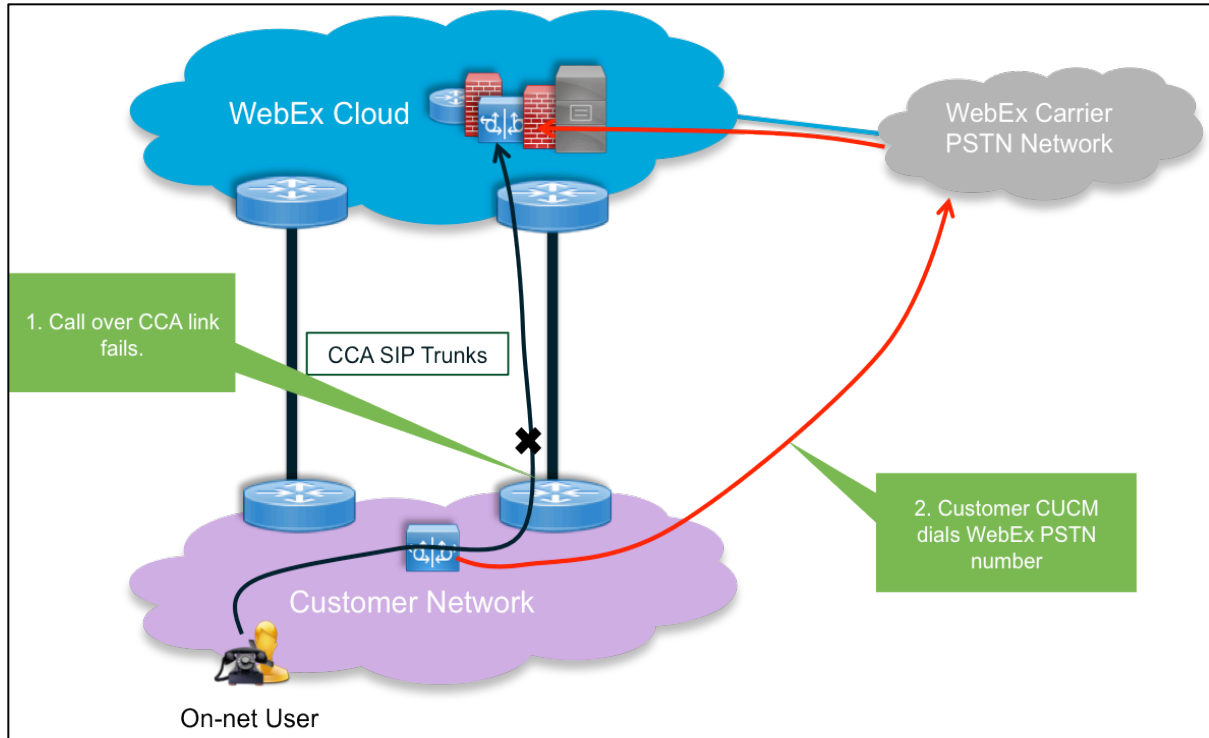 WebEx Cloud
WebEx Carrier
PSTN Network
1. Call over CCA link
fails.
CCA SIP Trunks
2. Customer CUCM
dials WebEx PSTN
number
Customer Network
On-net User